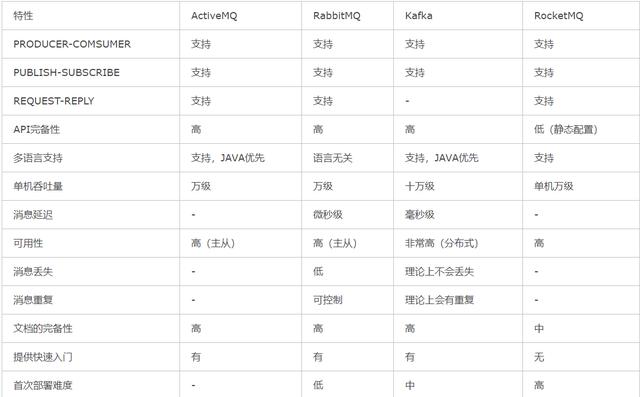 特性 ActiveMQ RabbitMQ Kafka RocketMQ
PRODUCER-COMSUMER 支持 支持 支持 支持
PUBLISH-SUBSCRIBE 支持 支持 支持 支持
REQUEST-REPLY 支持 支持 - 支持
API完备性 高 高 高 低（静态配置）
多语言支持 支持，JAVA优先 语言无关 支持，JAVA优先 支持
单机吞吐量 万级 万级 十万级 单机万级
消息延迟 - 微秒级 毫秒级 -
可用性 高（主从） 高（主从） 非常高（分布式） 高
消息丢失 - 低 理论上不会丢失 -
消息重复 - 可控制 理论上会有重复 -
文档的完备性 高 高 高 中
提供快速入门 有 有 有 无
首次部署难度 - 低 中 高